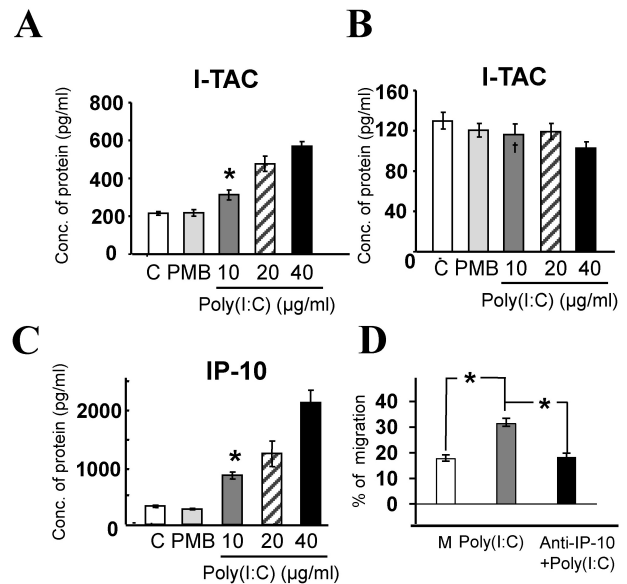 A
I-TAC
Conc. of protein (pg/ml)
800
600
400
200
0
*
C PMB 10 20 40
Poly(I:C) (µg/ml)
B
I-TAC
Conc. of protein (pg/ml)
160
120
80
40
0
†
C PMB 10 20 40
Poly(I:C) (µg/ml)
C
IP-10
Conc. of protein (pg/ml)
2000
1000
0
*
C PMB 10 20 40
Poly(I:C) (µg/ml)
D
% of migration
40
30
20
10
0
* *
M Poly(I:C) Anti-IP-10
+Poly(I:C)